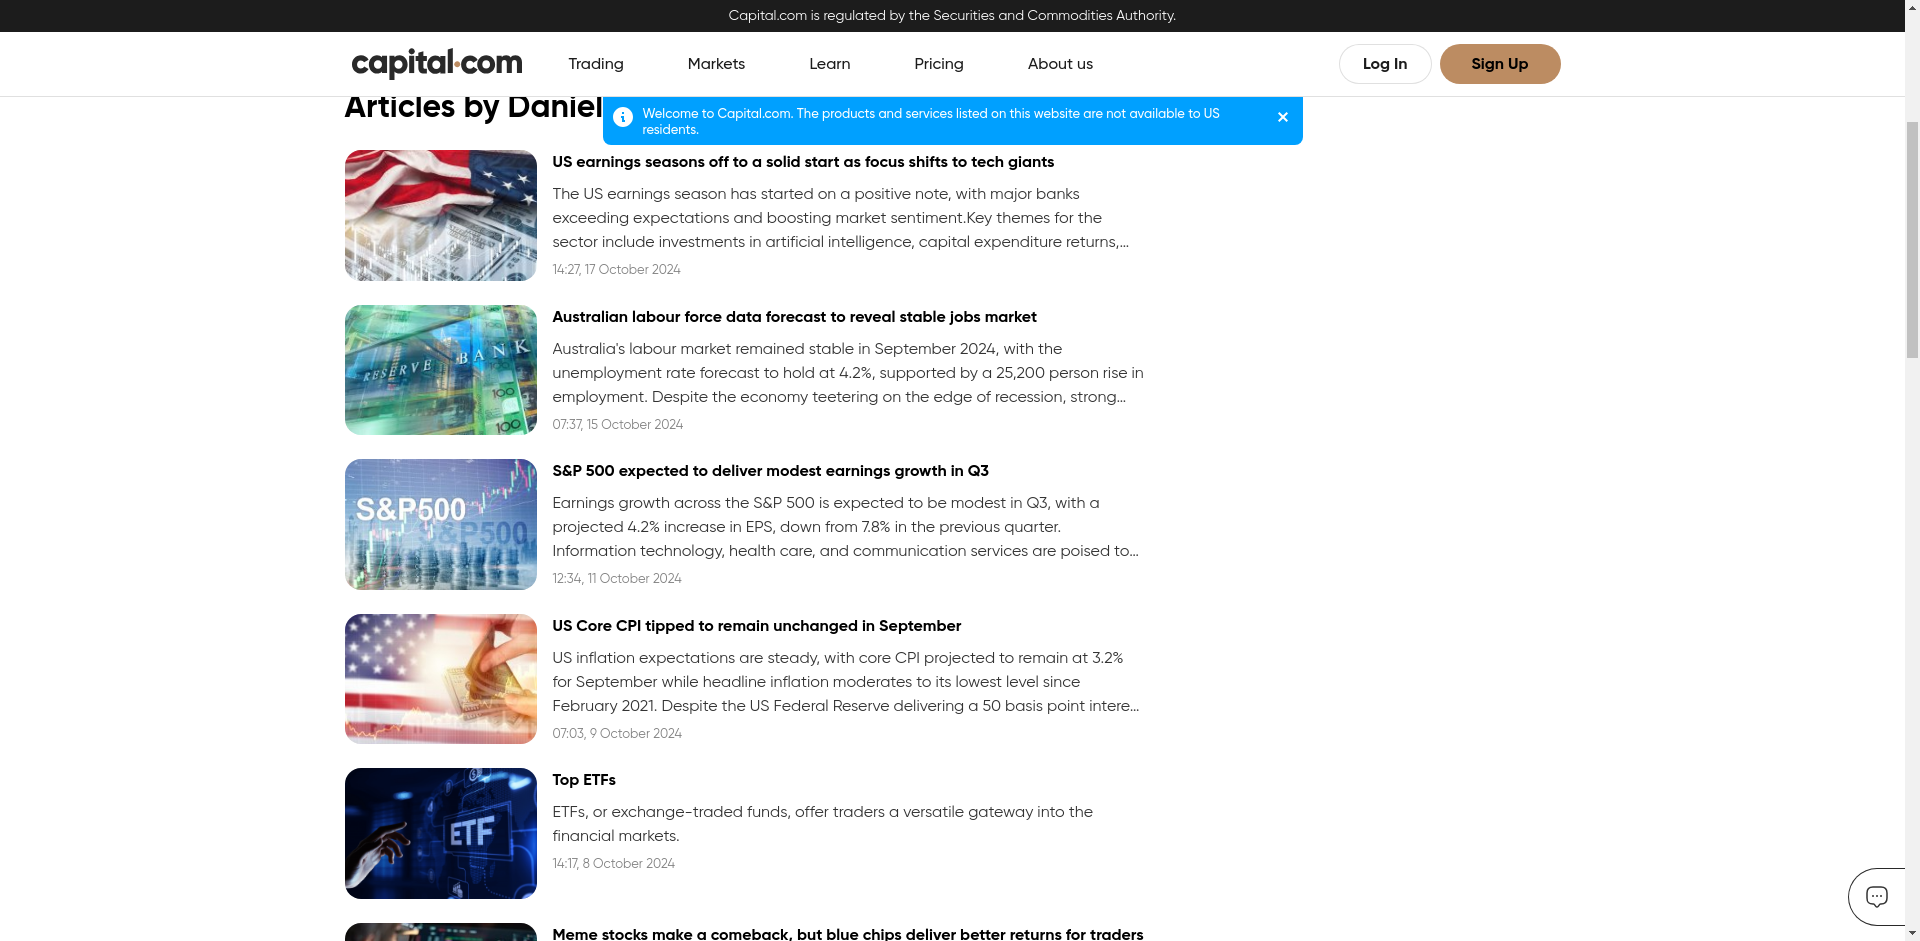 Capital.com is regulated by the Securities and Commodities Authority.
capital.com
Trading
Markets
Learn
Pricing
About us
Log In
Sign Up
Articles by Daniel
Welcome to Capital.com. The products and services listed on this website are not available to US
residents.
US earnings seasons off to a solid start as focus shifts to tech giants
The US earnings season has started on a positive note, with major banks
exceeding expectations and boosting market sentiment.Key themes for the
sector include investments in artificial intelligence, capital expenditure returns,...
14:27, 17 October 2024
RESERVE BANK
100
100
100
Australian labour force data forecast to reveal stable jobs market
Australia's labour market remained stable in September 2024, with the
unemployment rate forecast to hold at 4.2%, supported by a 25,200 person rise in
employment. Despite the economy teetering on the edge of recession, strong...
07:37, 15 October 2024
S&P500
S&P500
S&P 500 expected to deliver modest earnings growth in Q3
Earnings growth across the S&P 500 is expected to be modest in Q3, with a
projected 4.2% increase in EPS, down from 7.8% in the previous quarter.
Information technology, health care, and communication services are poised to...
12:34, 11 October 2024
US Core CPI tipped to remain unchanged in September
US inflation expectations are steady, with core CPI projected to remain at 3.2%
for September while headline inflation moderates to its lowest level since
February 2021. Despite the US Federal Reserve delivering a 50 basis point intere...
07:03, 9 October 2024
ETF
Top ETFs
ETFs, or exchange-traded funds, offer traders a versatile gateway into the
financial markets.
14:17, 8 October 2024
Meme stocks make a comeback, but blue chips deliver better returns for traders